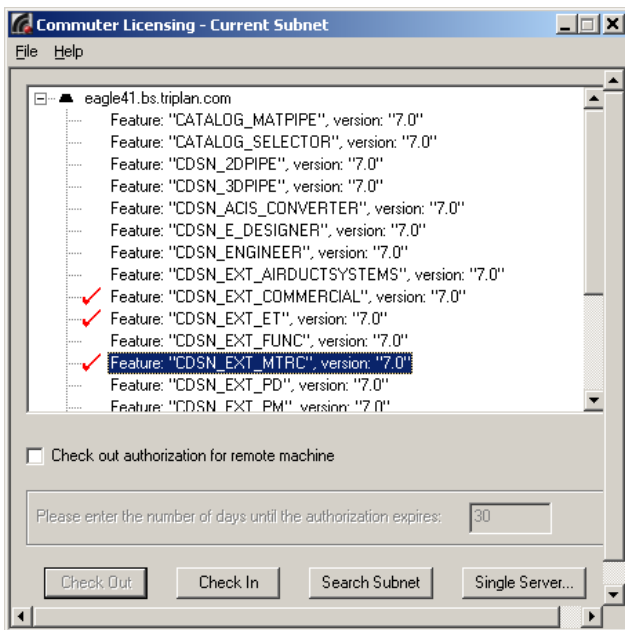 Commuter Licensing - Current Subnet
File Help
eagle41.bs.triplan.com
Feature: "CATALOG_MATPIPE", version: "7.0"
Feature: "CATALOG_SELECTOR", version: "7.0"
Feature: "CDSN_2DPIPE", version: "7.0"
Feature: "CDSN_3DPIPE", version: "7.0"
Feature: "CDSN_ACIS_CONVERTER", version: "7.0"
Feature: "CDSN_E_DESIGNER", version: "7.0"
Feature: "CDSN_ENGINEER", version: "7.0"
Feature: "CDSN_EXT_AIRDUCTSYSTEMS", version: "7.0"
Feature: "CDSN_EXT_COMMERCIAL", version: "7.0"
Feature: "CDSN_EXT_ET", version: "7.0"
Feature: "CDSN_EXT_FUNC", version: "7.0"
Feature: "CDSN_EXT_MTRC", version: "7.0"
Feature: "CDSN_EXT_PD", version: "7.0"
Feature: "CDSN_EXT_PM", version: "7.0"
Check out authorization for remote machine
Please enter the number of days until the authorization expires: 30
Check Out Check In Search Subnet Single Server...